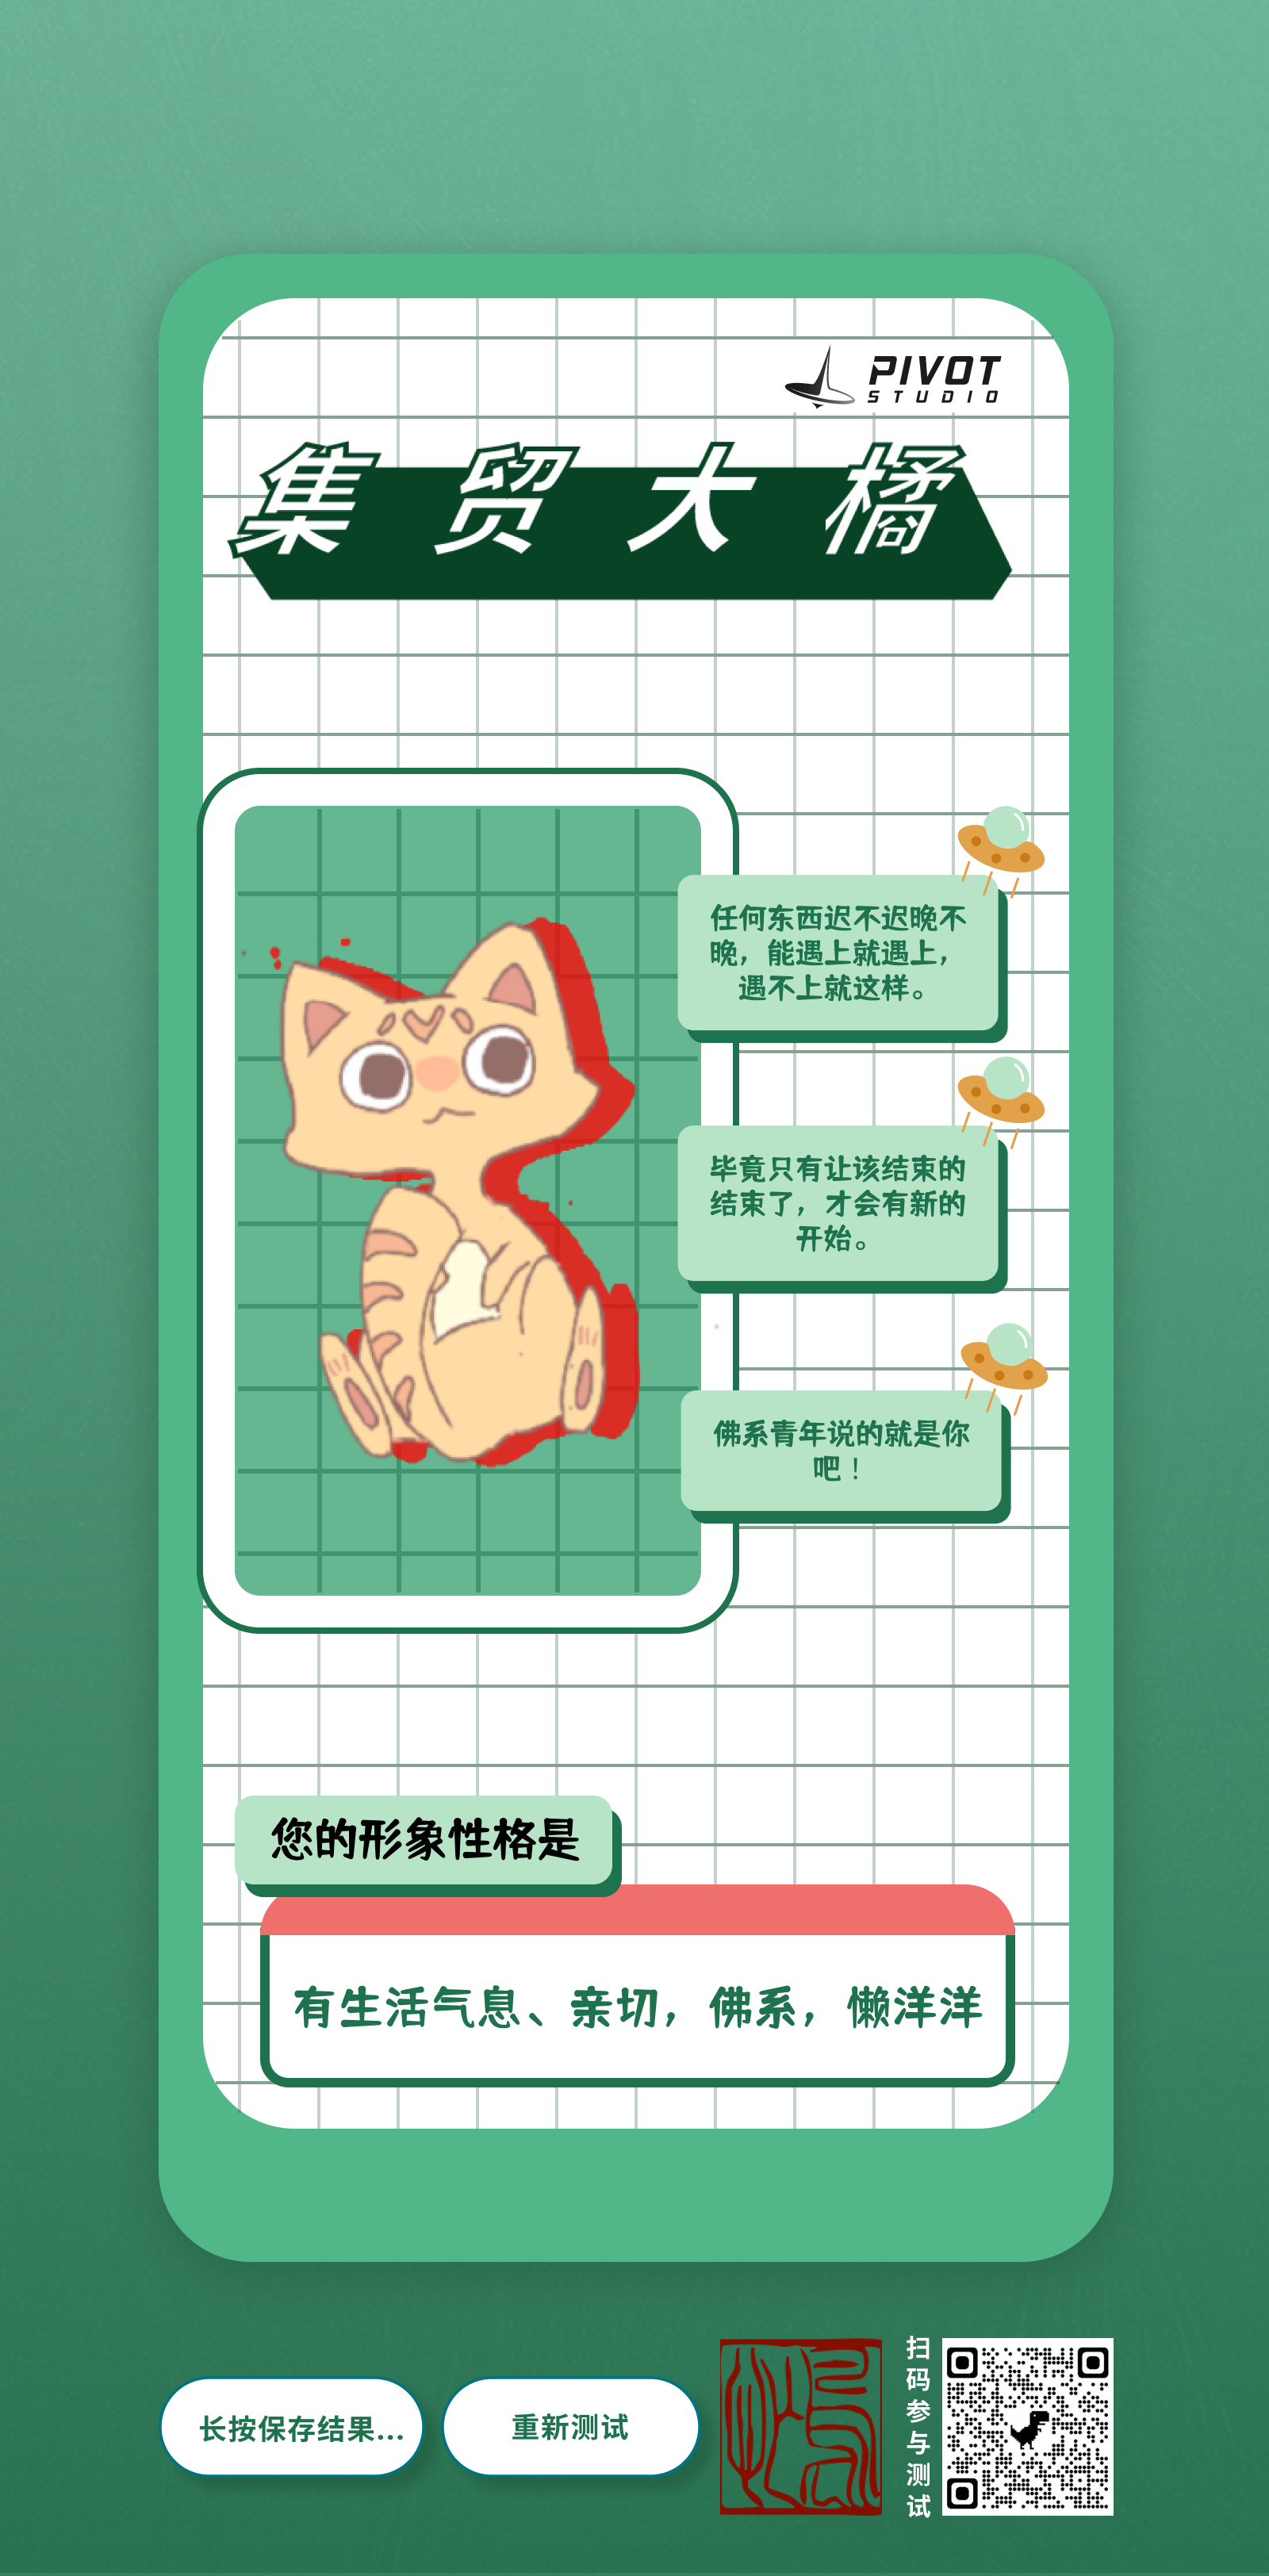 PIVOT
STUDIO
集贸大橘
任何东西迟不迟晚不
晚，能遇上就遇上，
遇不上就这样。
毕竟只有让该结束的
结束了，才会有新的
开始。
佛系青年说的就是你
吧！
您的形象性格是
有生活气息、亲切，佛系，懒洋洋
长按保存结果...
重新测试
扫码参与测试